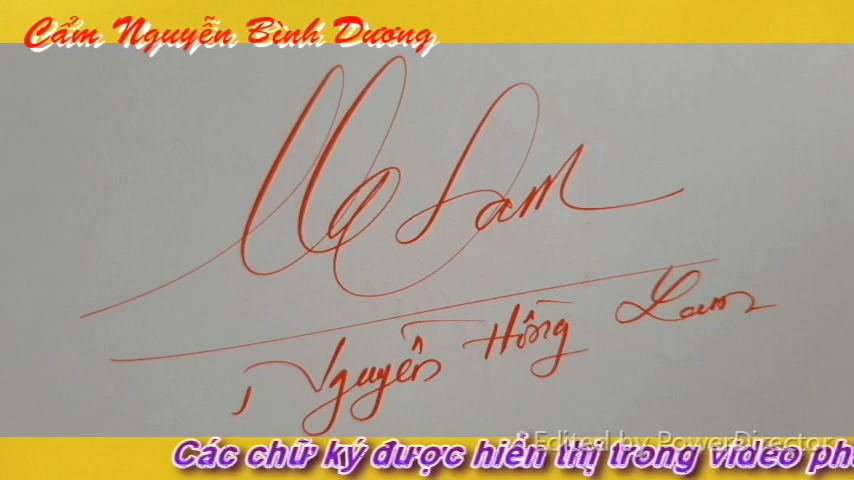 Cẩm Nguyễn Bình Dương
Lam
Nguyễn Hồng Lam
Edited by PowerDirector
Các chữ ký được hiển thị trong video